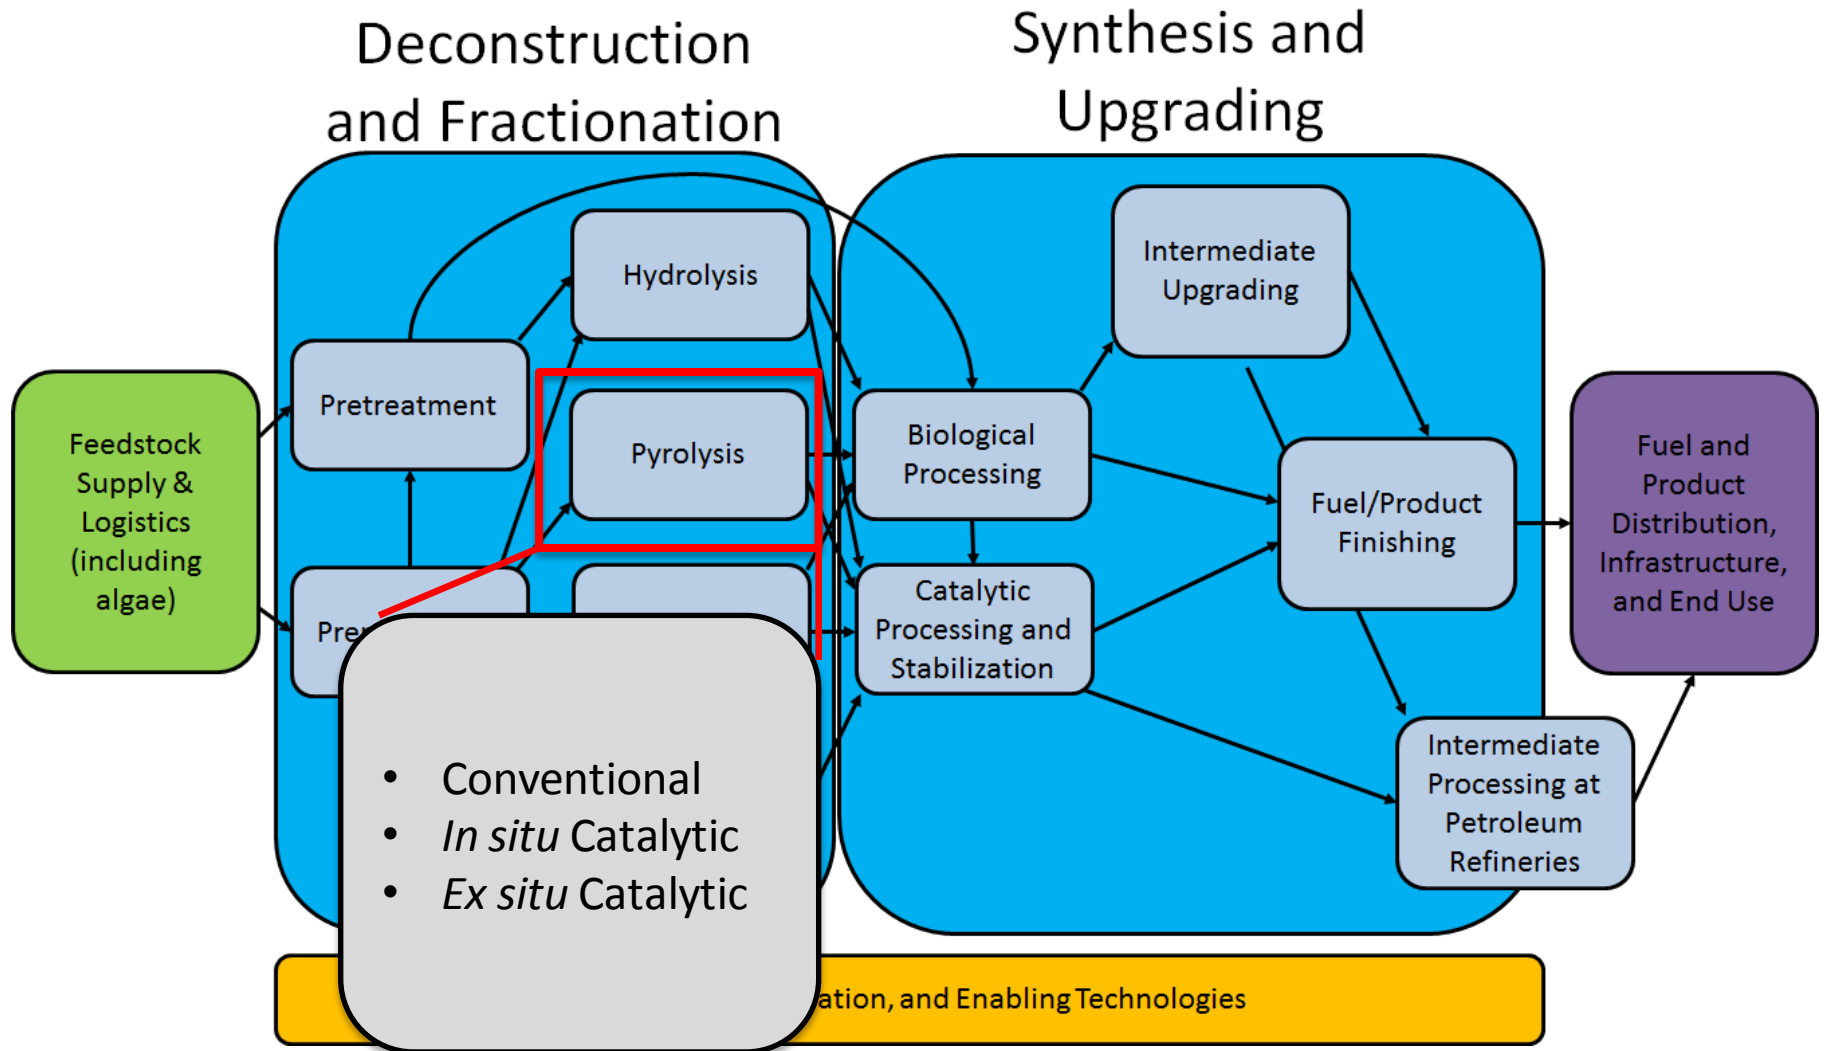 Deconstruction
and Fractionation
Synthesis and
Upgrading
Feedstock
Supply &
Logistics
(including
algae)
Pretreatment
Hydrolysis
Pyrolysis
• Conventional
• In situ Catalytic
• Ex situ Catalytic
Biological
Processing
Catalytic
Processing and
Stabilization
Intermediate
Upgrading
Fuel/Product
Finishing
Intermediate
Processing at
Petroleum
Refineries
Fuel and
Product
Distribution,
Infrastructure,
and End Use
and Enabling Technologies